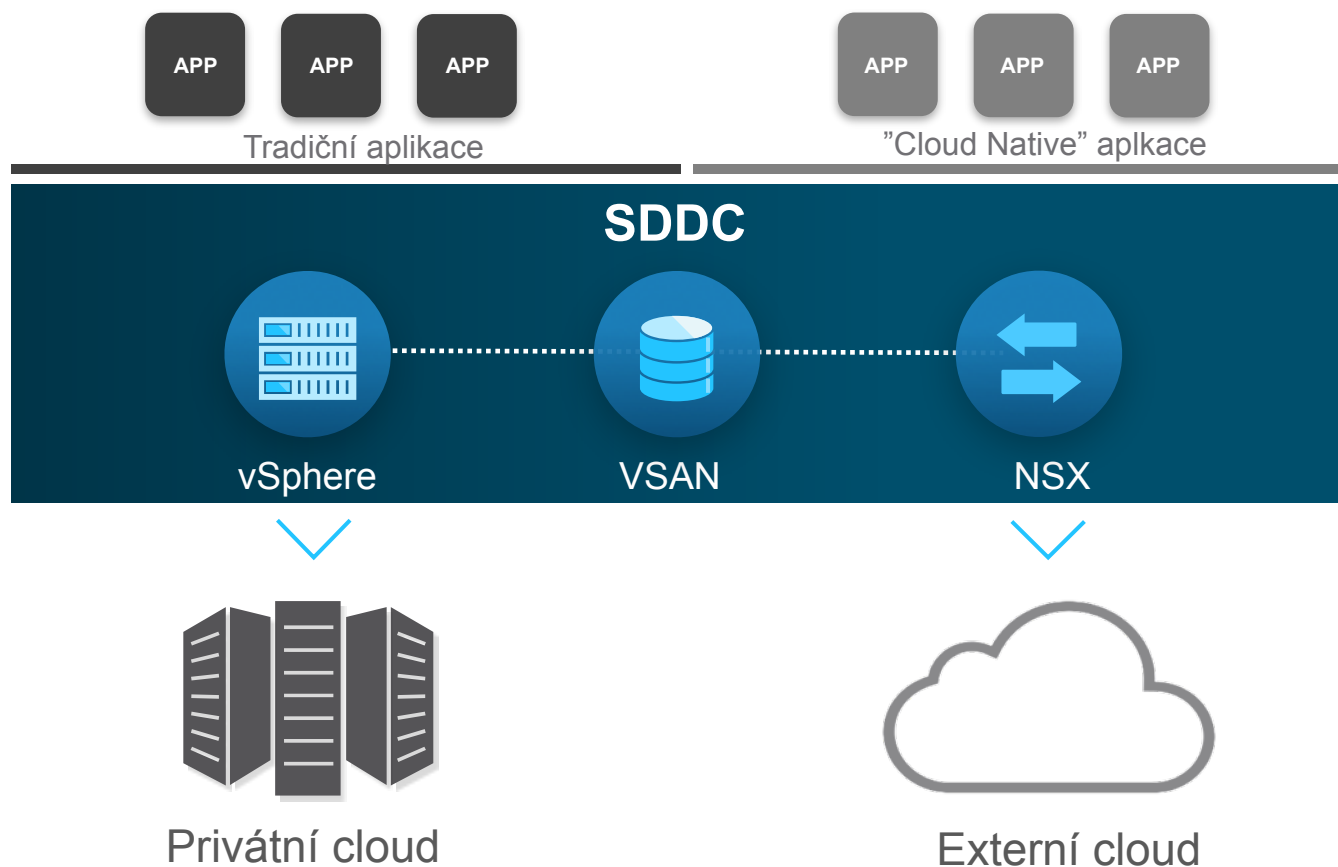 APP APP APP
APP APP APP
Tradiční aplikace
”Cloud Native” aplkace
SDDC
vSphere
VSAN
NSX
Privátní cloud
Externí cloud